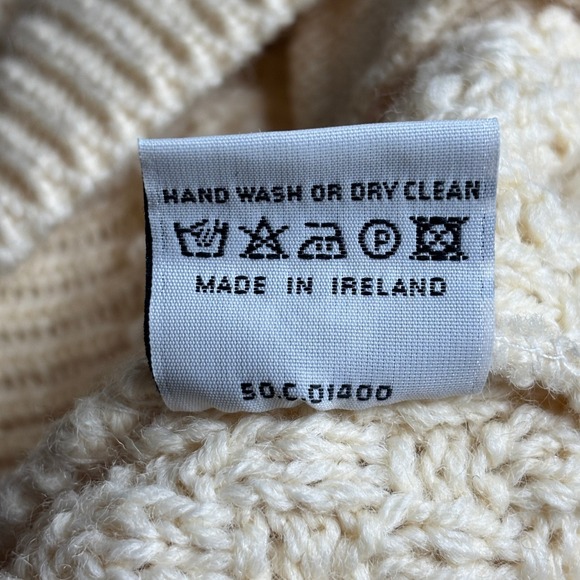 HAND WASH OR DRY CLEAN
P
MADE IN IRELAND
50.C.01400